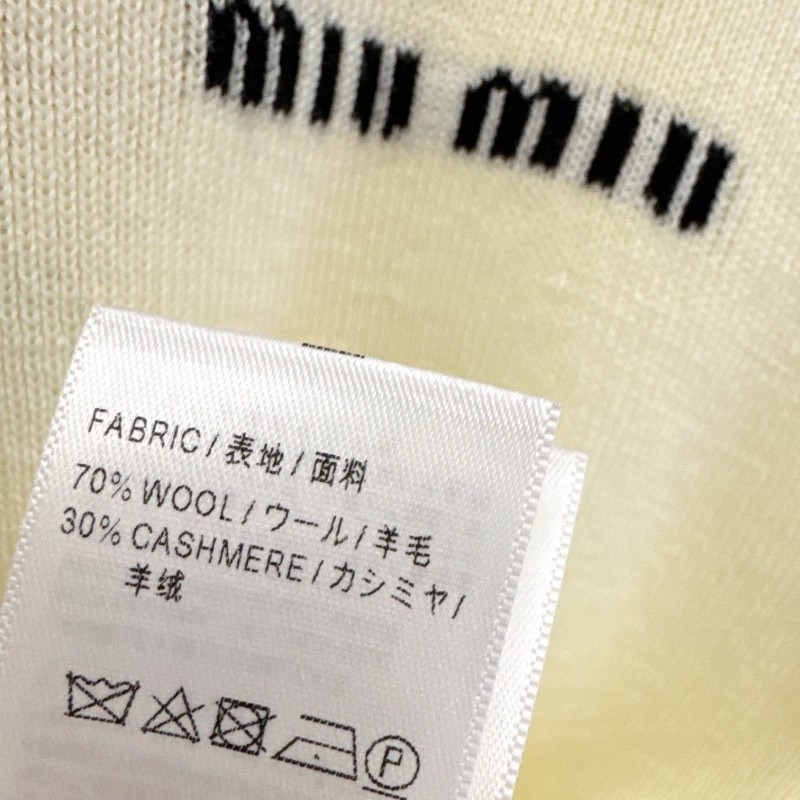 MIU MIU
FABRIC / 表地 / 面料
70% WOOL / ウール / 羊毛
30% CASHMERE / カシミヤ /
羊绒
P